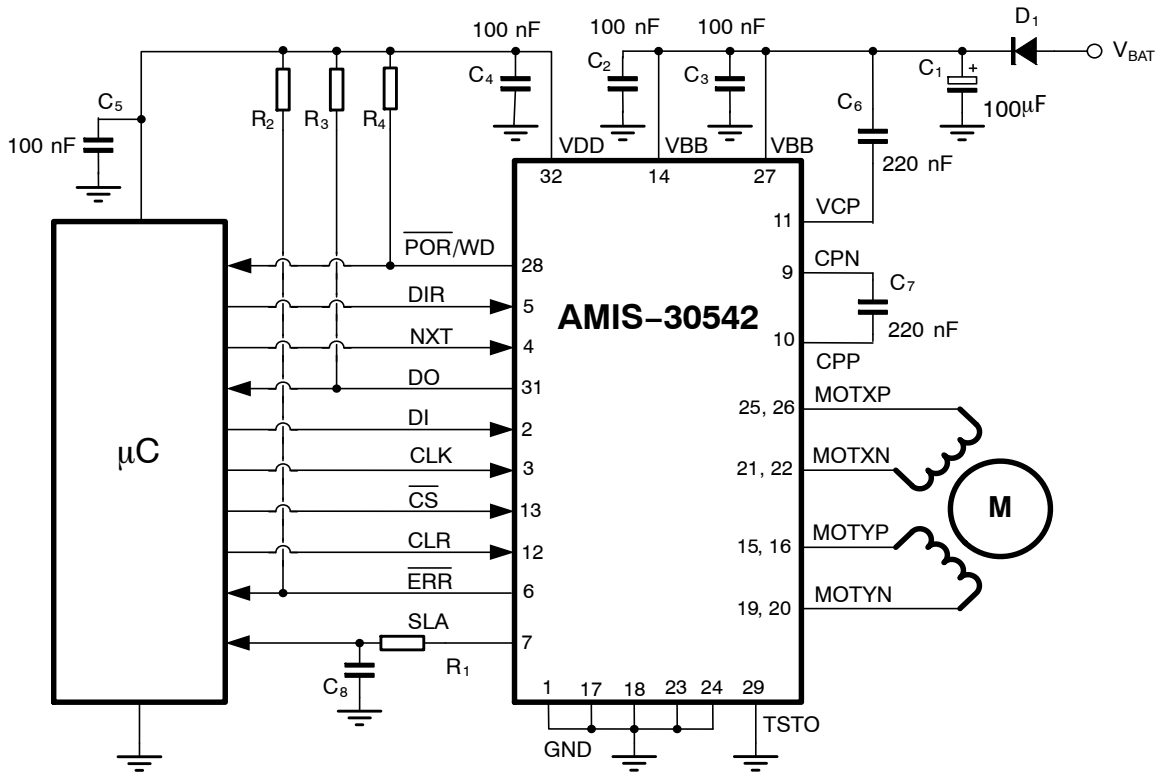 100 nF
100 nF
100 nF
D1
VBAT
C4
C2
C3
C1
+
100μF
C5
100 nF
R2
R3
R4
C6
220 nF
VDD
VBB
VBB
32
14
27
11
VCP
POR/WD
28
9
CPN
C7
220 nF
DIR
5
AMIS–30542
NXT
4
10
CPP
DO
31
25, 26
MOTXP
DI
2
μC
CLK
3
21, 22
MOTXN
CS
13
M
CLR
12
15, 16
MOTYP
ERR
6
19, 20
MOTYN
SLA
7
R1
C8
1
17
18
23
24
29
GND
TSTO